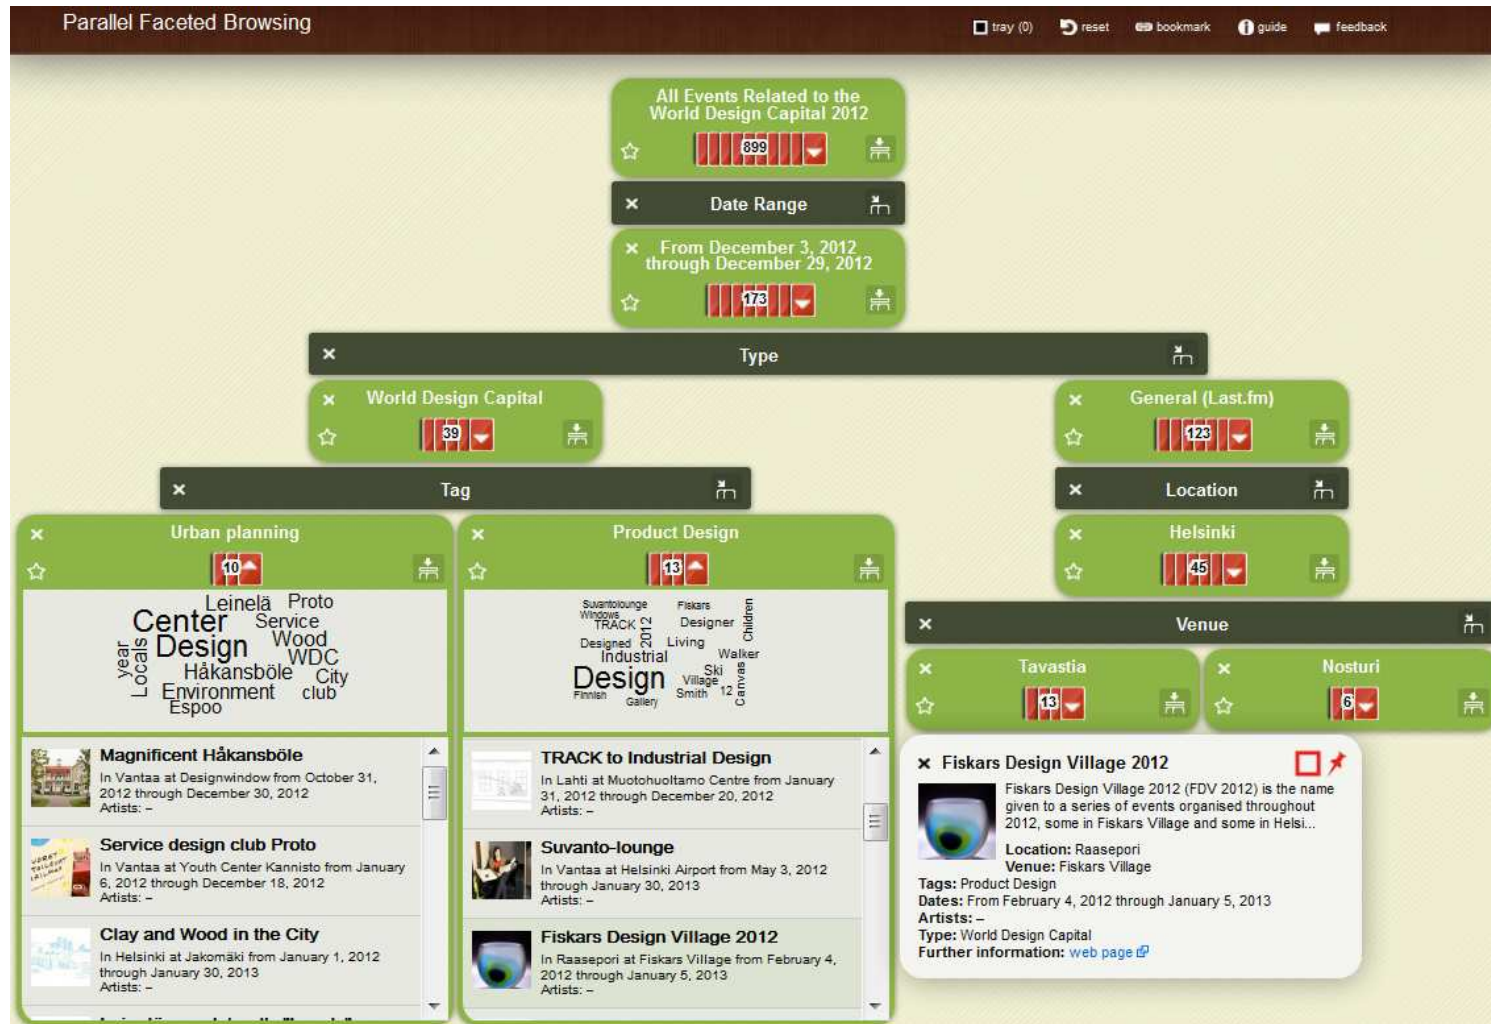 Parallel Faceted Browsing
tray (0)
reset
bookmark
guide
feedback
All Events Related to the
World Design Capital 2012
899
Date Range
From December 3, 2012
through December 29, 2012
173
Type
World Design Capital
39
General (Last.fm)
123
Tag
Location
Urban planning
10
Product Design
13
Helsinki
45
Leinelä Proto
Center Service
Design Wood
WDC
year
Locals
Håkansböle City
Environment club
Espoo
Suvantolounge Fiskars
Windows
TRACK 2012 Designer Children
Designed Living
Industrial Walker
Design Ski
Village
Finnish Gallery Smith 12 Canvas
Venue
Tavastia
13
Nosturi
6
Magnificent Håkansböle
In Vantaa at Designwindow from October 31,
2012 through December 30, 2012
Artists: –
Service design club Proto
In Vantaa at Youth Center Kannisto from January
6, 2012 through December 18, 2012
Artists: –
Clay and Wood in the City
In Helsinki at Jakomäki from January 1, 2012
through January 30, 2013
Artists: –
TRACK to Industrial Design
In Lahti at Muotohuoltamo Centre from January
31, 2012 through December 20, 2012
Artists: –
Suvanto-lounge
In Vantaa at Helsinki Airport from May 3, 2012
through January 30, 2013
Artists: –
Fiskars Design Village 2012
In Raasepori at Fiskars Village from February 4,
2012 through January 5, 2013
Artists: –
Fiskars Design Village 2012
Fiskars Design Village 2012 (FDV 2012) is the name
given to a series of events organised throughout
2012, some in Fiskars Village and some in Helsi...
Location: Raasepori
Venue: Fiskars Village
Tags: Product Design
Dates: From February 4, 2012 through January 5, 2013
Artists: –
Type: World Design Capital
Further information: web page